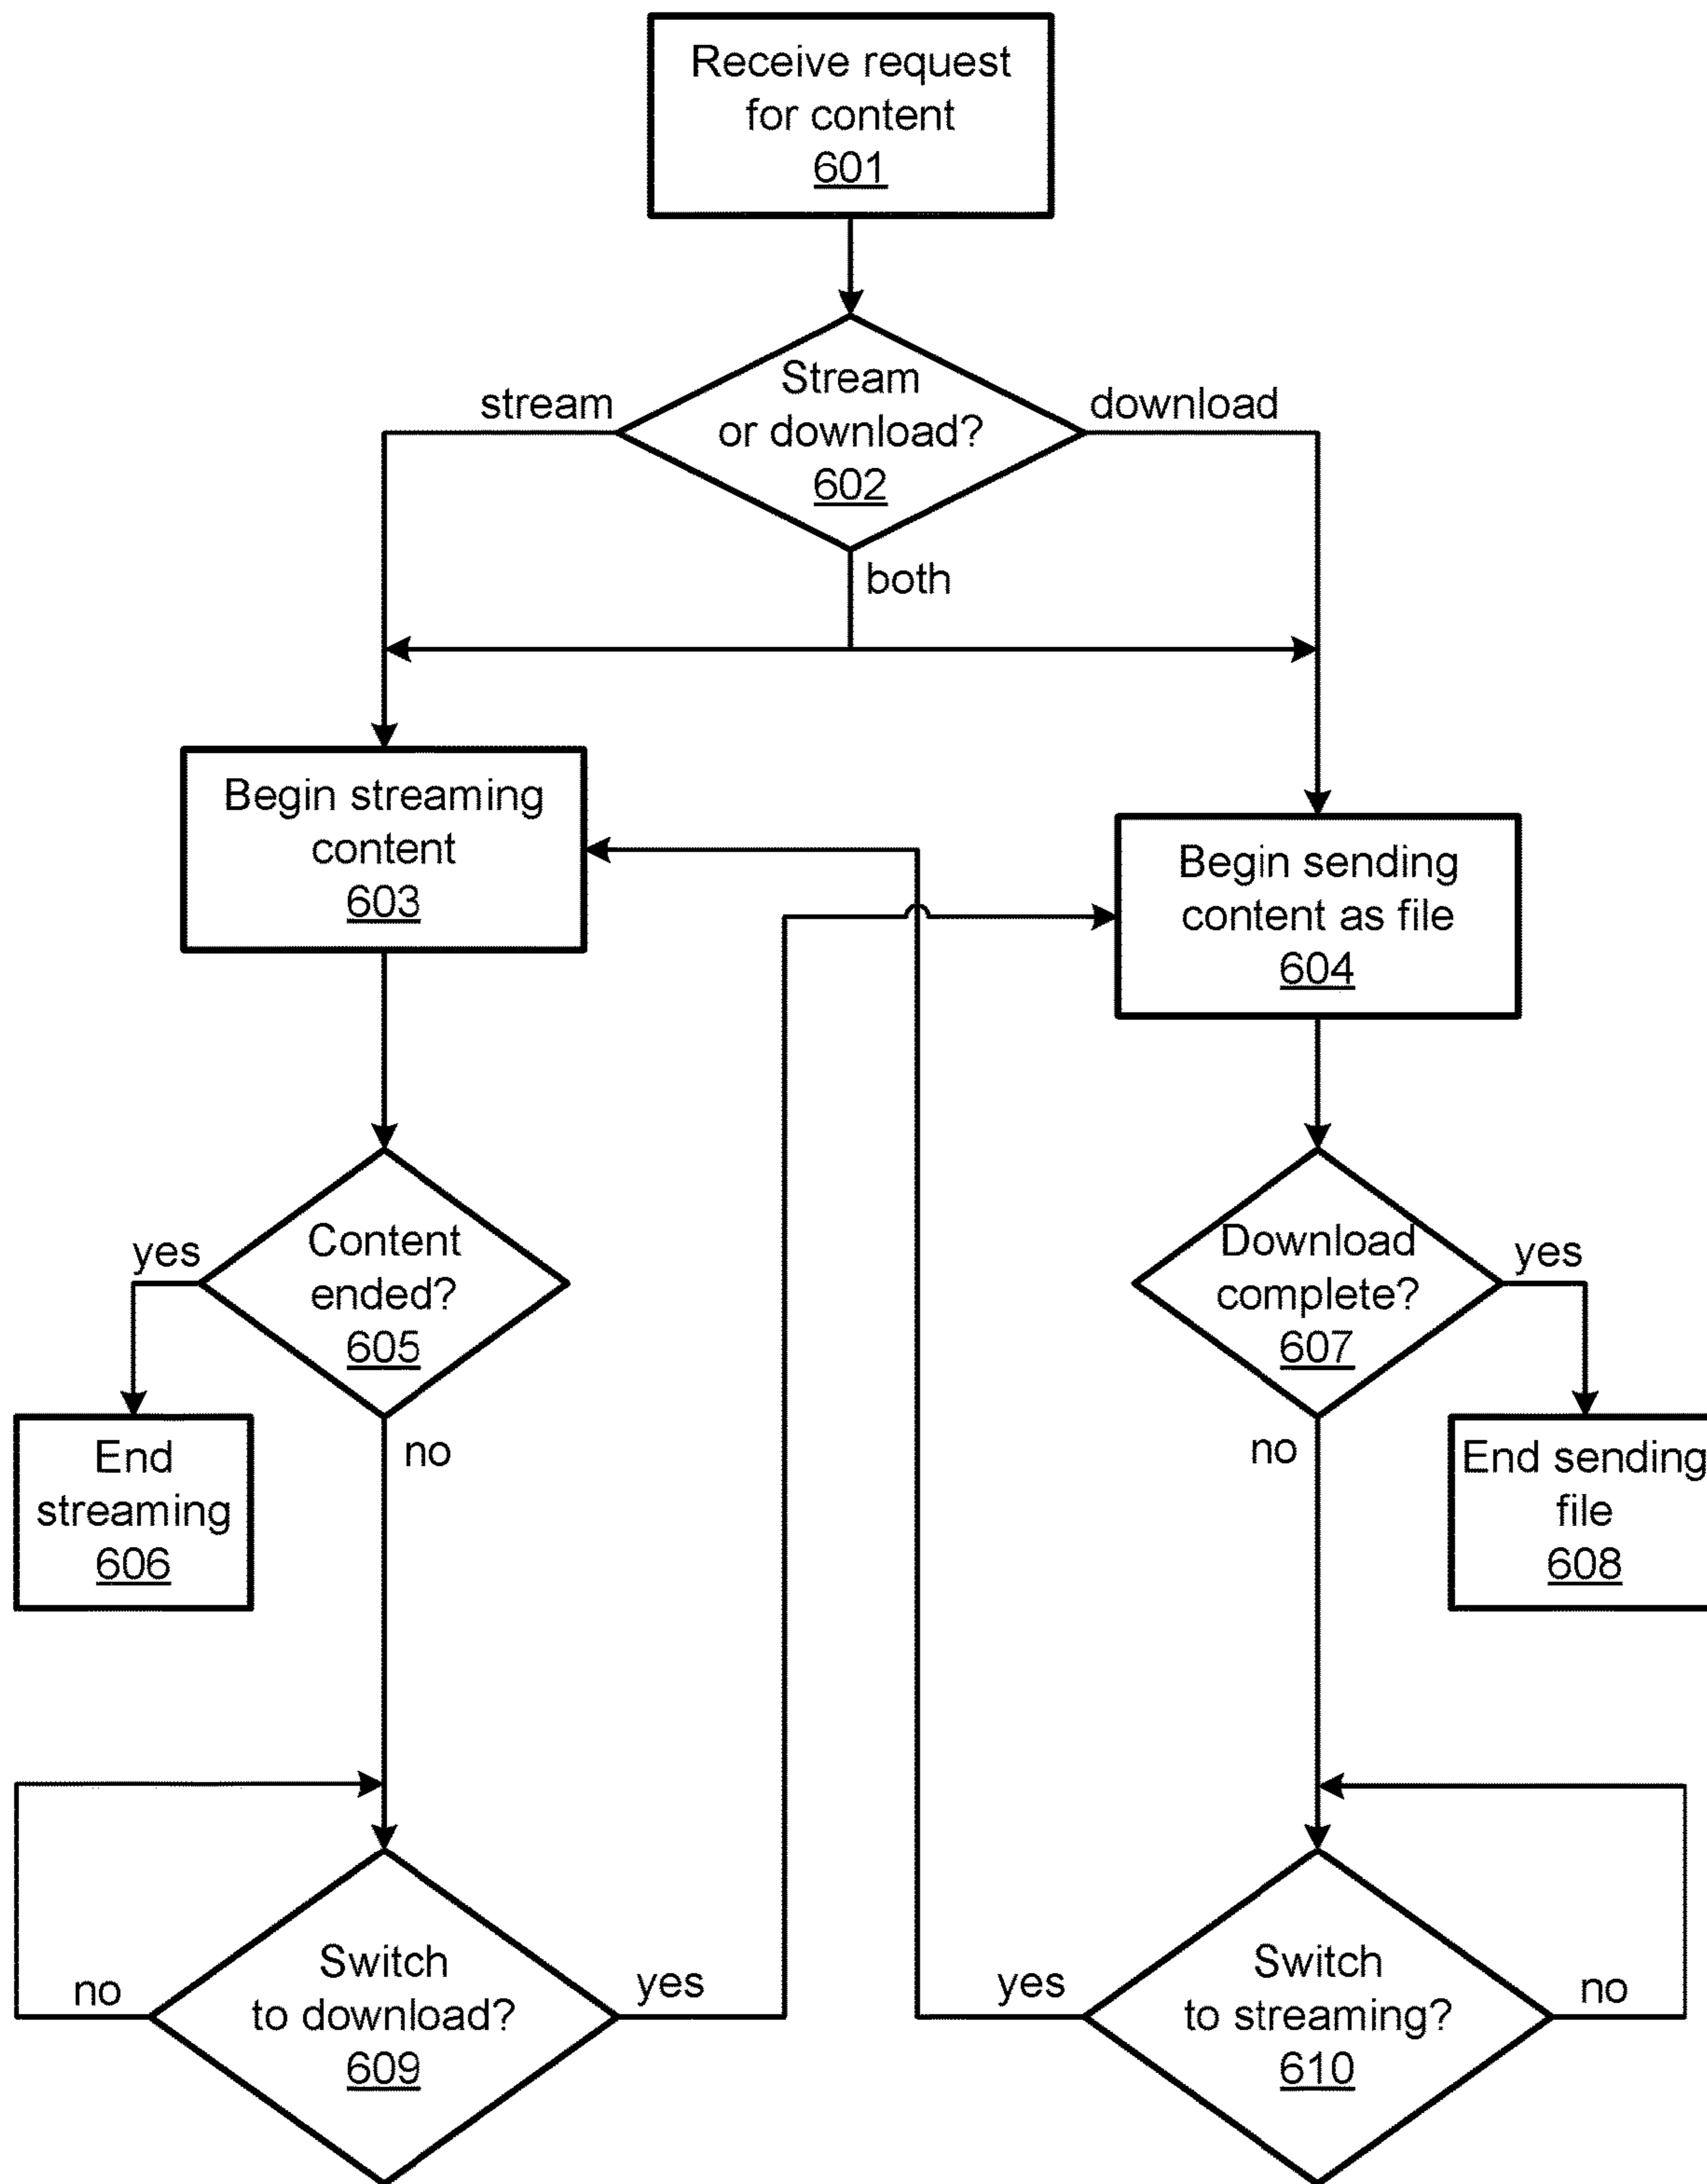 Receive request
for content
601
Stream
or download?
602
stream
download
both
Begin streaming
content
603
Begin sending
content as file
604
Content
ended?
605
yes
no
Download
complete?
607
yes
no
End
streaming
606
End sending
file
608
Switch
to download?
609
no
yes
Switch
to streaming?
610
yes
no